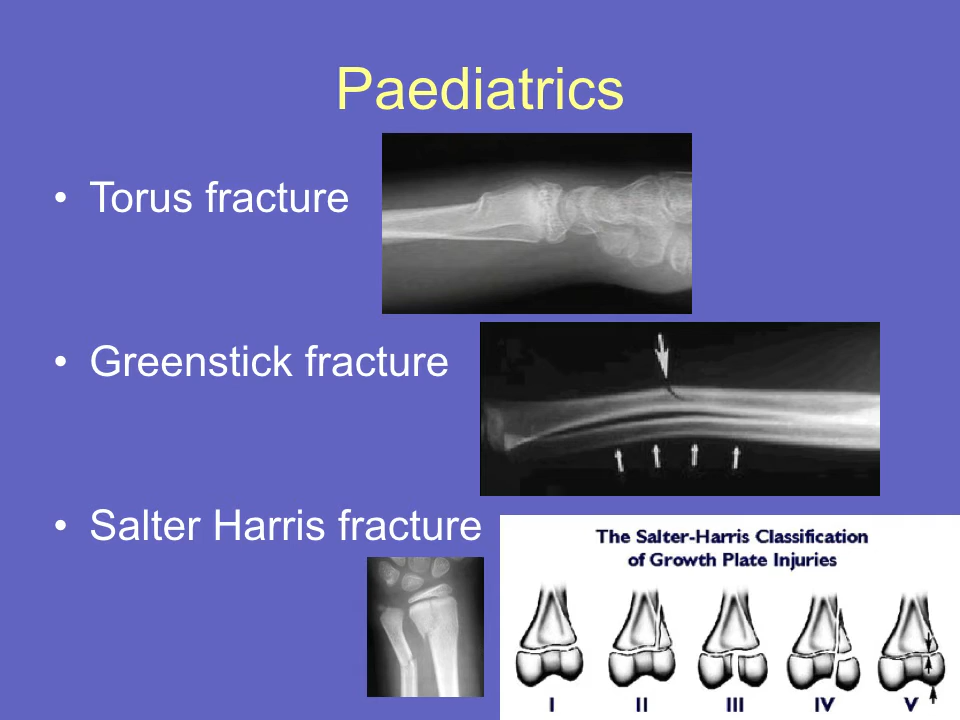 Paediatrics
• Torus fracture
• Greenstick fracture
• Salter Harris fracture
The Salter-Harris Classification
of Growth Plate Injuries
I II III IV V